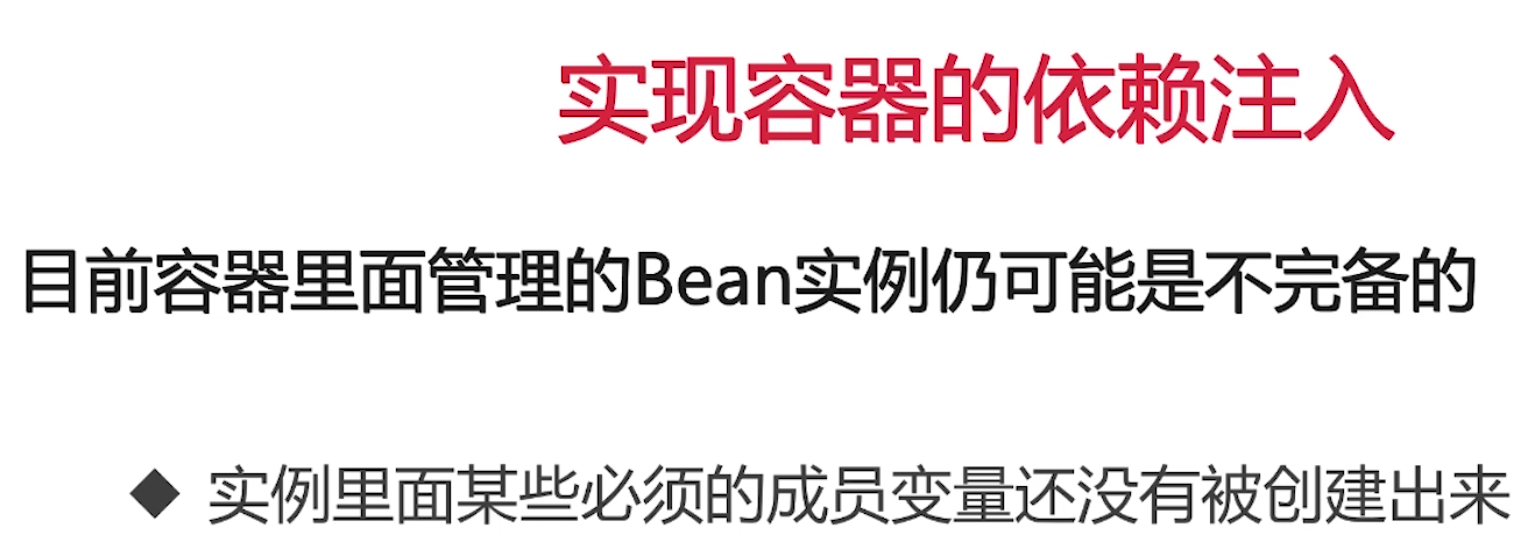 实现容器的依赖注入
目前容器里面管理的Bean实例仍可能是不完备的
◆ 实例里面某些必须的成员变量还没有被创建出来